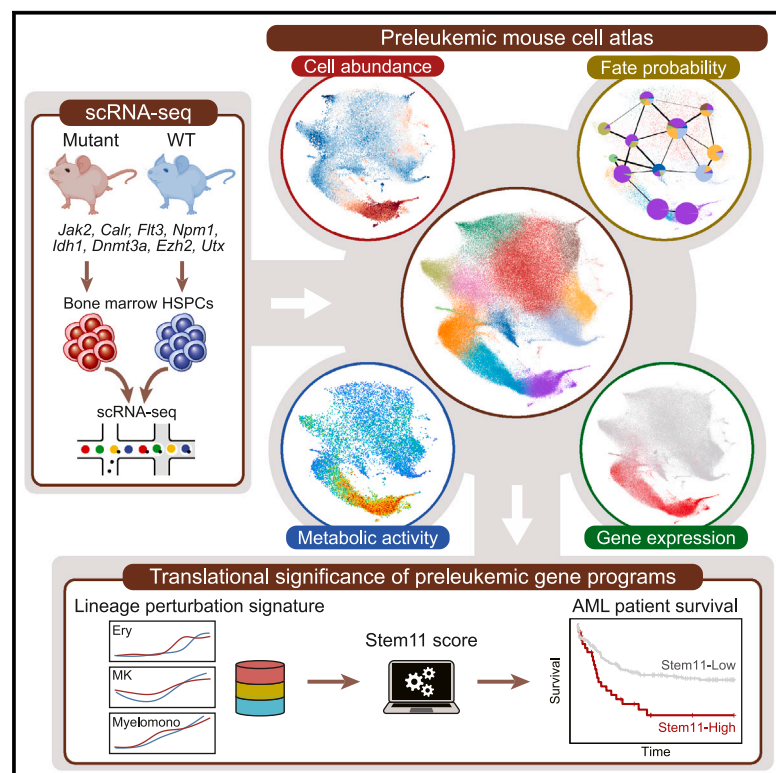 Preleukemic mouse cell atlas
Cell abundance
Fate probability
scRNA-seq
Mutant
WT
Jak2, Calr, Flt3, Npm1,
Idh1, Dnmt3a, Ezh2, Utx
Bone marrow HSPCs
scRNA-seq
Metabolic activity
Gene expression
Translational significance of preleukemic gene programs
Lineage perturbation signature
Ery
MK
Myelomono
Stem11 score
AML patient survival
Survival
Stem11-Low
Stem11-High
Time